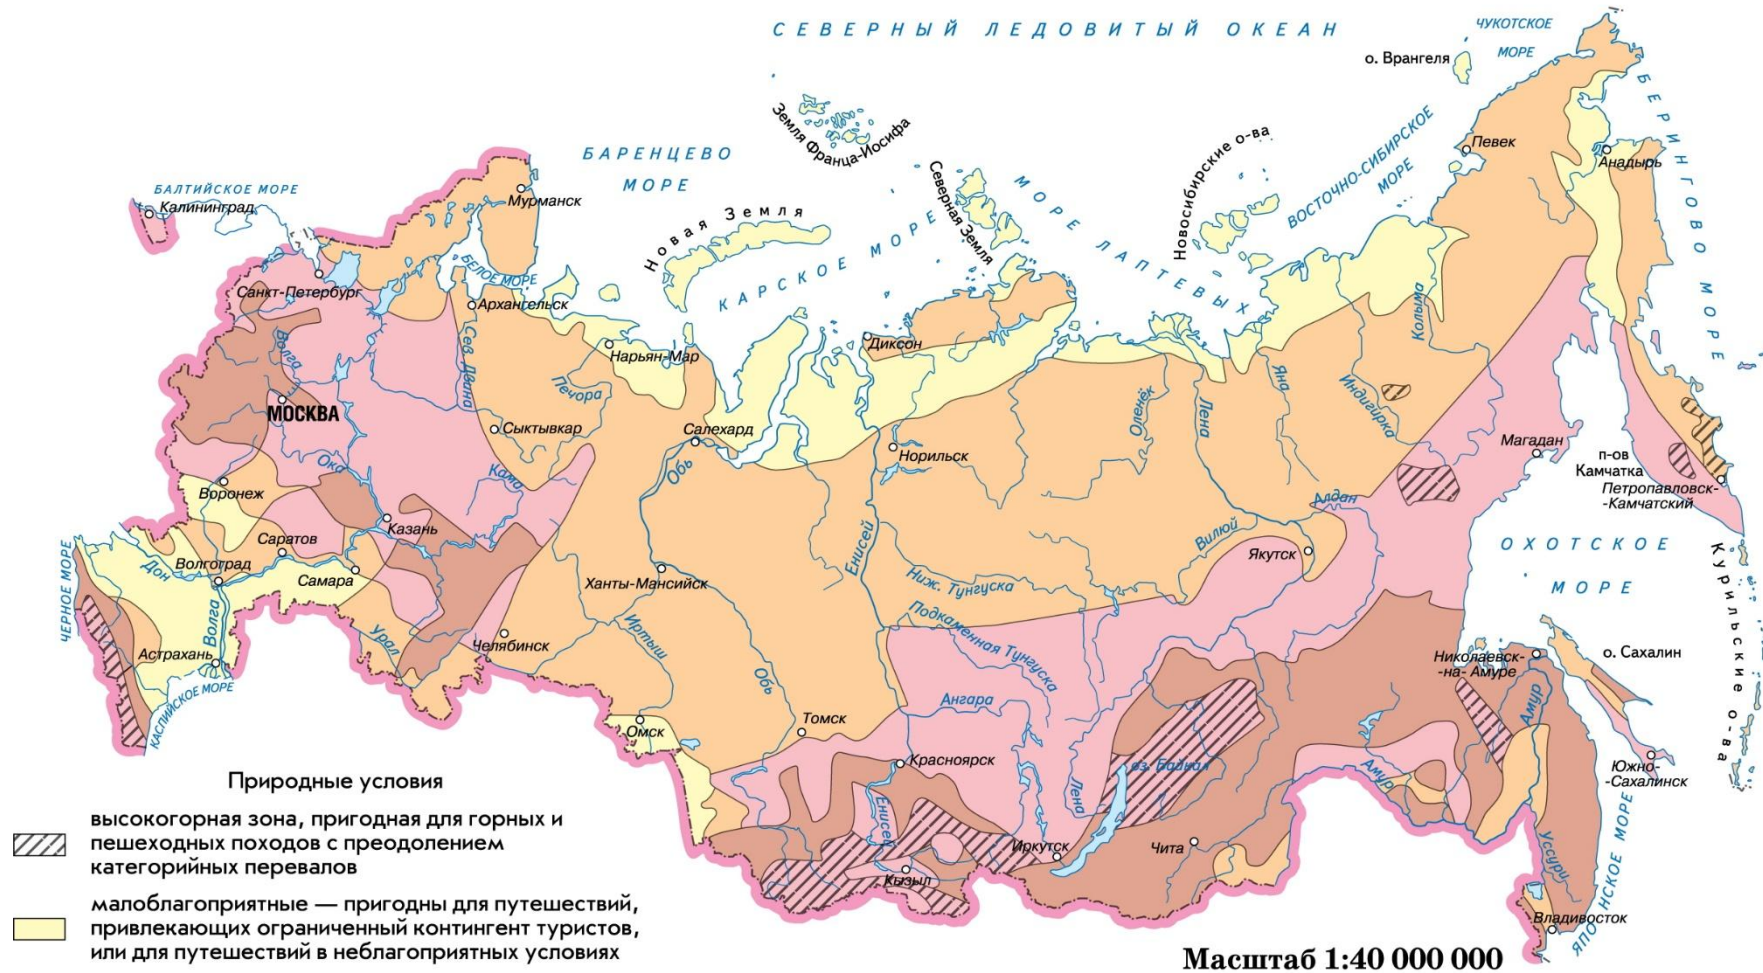 СЕВЕРНЫЙ ЛЕДОВИТЫЙ ОКЕАН
ЧУКОТСКОЕ
МОРЕ
о. Врангеля
БЕРИНГОВО МОРЕ
Земля Франца-Иосифа
БАРЕНЦЕВО
МОРЕ
Новосибирские о-ва
ВОСТОЧНО-СИБИРСКОЕ
МОРЕ
Певек
Анадырь
БАЛТИЙСКОЕ МОРЕ
Калининград
Мурманск
Новая Земля
Северная Земля
МОРЕ ЛАПТЕВЫХ
КАРСКОЕ МОРЕ
БЕЛОЕ МОРЕ
Санкт-Петербург
Архангельск
Нарьян-Мар
Диксон
Волга
Сев. Двина
Печора
Оленёк
Лена
Яна
Индигирка
Колыма
МОСКВА
Сыктывкар
Салехард
Норильск
Магадан
п-ов
Камчатка
Петропавловск-
-Камчатский
Ока
Кама
Обь
Воронеж
Казань
Енисей
Вилюй
Алдан
Якутск
ОХОТСКОЕ
МОРЕ
Курильские о-ва
ЧЕРНОЕ МОРЕ
Дон
Саратов
Волгоград
Самара
Ханты-Мансийск
Ниж. Тунгуска
Подкаменная Тунгуска
Волга
Урал
Челябинск
Иртыш
Обь
Астрахань
КАСПИЙСКОЕ МОРЕ
Николаевск-
-на-Амуре
о. Сахалин
Амур
Омск
Томск
Ангара
Красноярск
Енисей
Лена
оз. Байкал
Амур
Южно-
-Сахалинск
Иркутск
Чита
Кызыл
Уссури
Владивосток
ЯПОНСКОЕ МОРЕ
Природные условия
высокогорная зона, пригодная для горных и
пешеходных походов с преодолением
категорийных перевалов
малоблагоприятные — пригодны для путешествий,
привлекающих ограниченный контингент туристов,
или для путешествий в неблагоприятных условиях
Масштаб 1:40 000 000